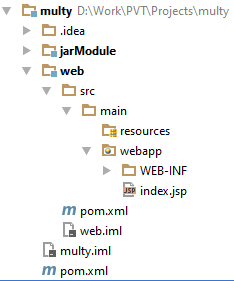 multy D:\Work\PVT\Projects\multy
.idea
jarModule
web
src
main
resources
webapp
WEB-INF
JSP index.jsp
m pom.xml
web.iml
multy.iml
m pom.xml